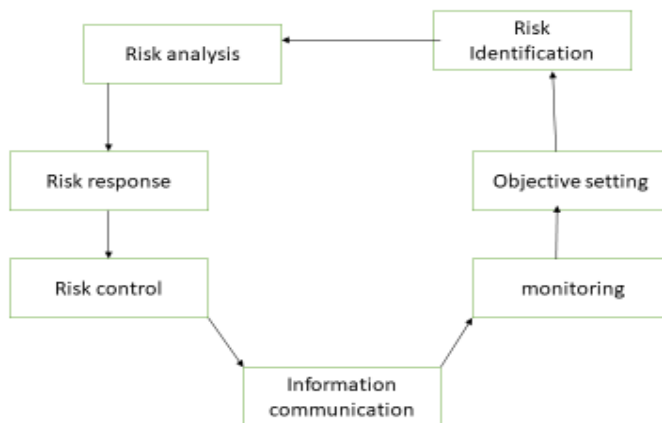 Risk
Identification
Risk analysis
Risk response
Objective setting
Risk control
monitoring
Information
communication